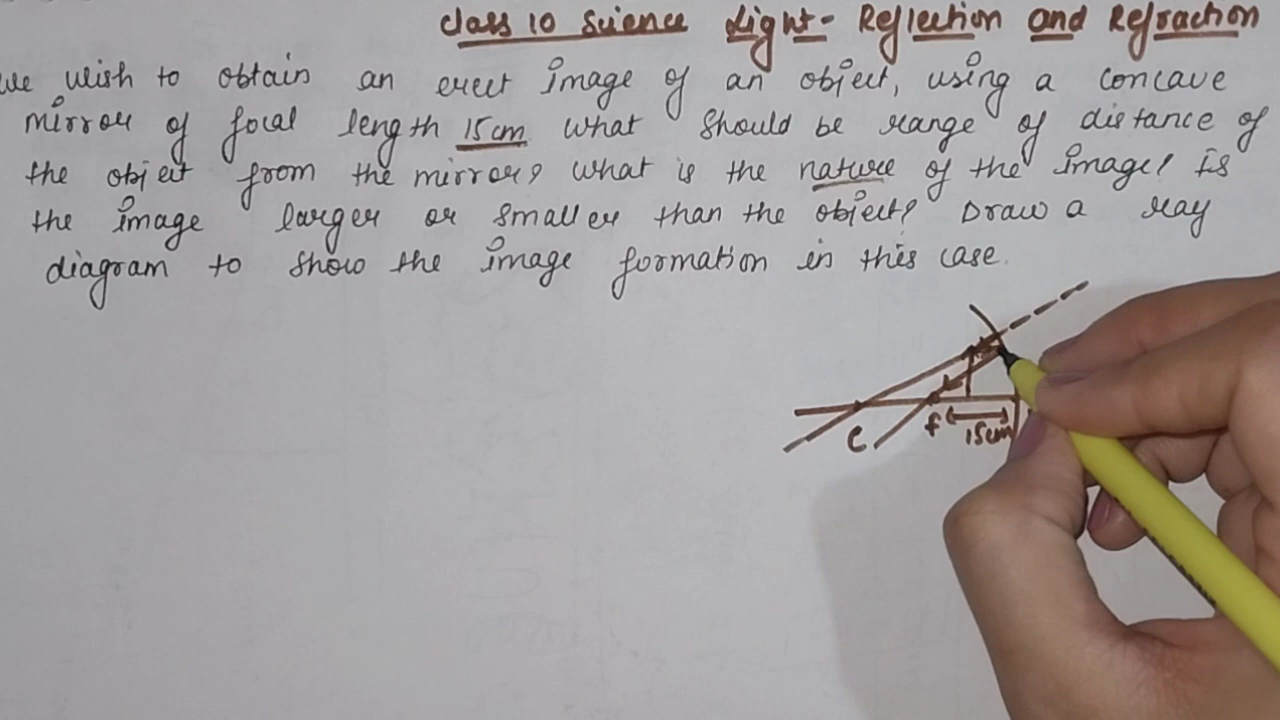 Class 10 Science Light- Reflection and Refraction
we wish to obtain an erect image of an object, using a concave
mirror of focal length 15cm what should be range of distance of
the object from the mirror? what is the nature of the image? Is
the image larger or smaller than the object? Draw a ray
diagram to show the image formation in this case.
C f 15cm